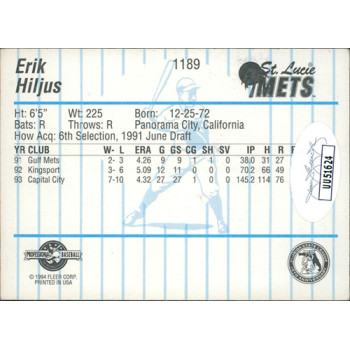 Erik
Hiljus
1189
St. Lucie
METS
Ht: 6'5" Wt: 225 Born: 12-25-72
Bats: R Throws: R Panorama City, California
How Acq: 6th Selection, 1991 June Draft
YR CLUB W- L ERA G GS CG SH SV IP H R
91 Gulf Mets 2- 3 4.26 9 9 1 0 0 38.0 31 27
92 Kingsport 3- 6 5.09 12 11 0 0 0 70.2 66 49
93 Capital City 7-10 4.32 27 27 1 0 0 145.2 114 76
UU51624
PROFESSIONAL BASEBALL
© 1994 FLEER CORP.
PRINTED IN USA